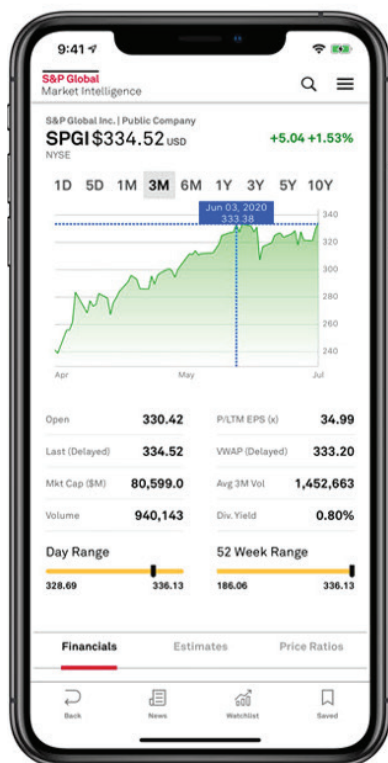 9:41
S&P Global
Market Intelligence
S&P Global Inc. | Public Company
SPGI $334.52 USD
+5.04 +1.53%
NYSE
1D 5D 1M 3M 6M 1Y 3Y 5Y 10Y
Jun 03, 2020
333.38
340
320
300
280
260
240
Apr May Jul
Open 330.42 P/LTM EPS (x) 34.99
Last (Delayed) 334.52 VWAP (Delayed) 333.20
Mkt Cap ($M) 80,599.0 Avg 3M Vol 1,452,663
Volume 940,143 Div. Yield 0.80%
Day Range 52 Week Range
328.69 336.13 186.06 336.13
Financials Estimates Price Ratios
Back News Watchlist Saved